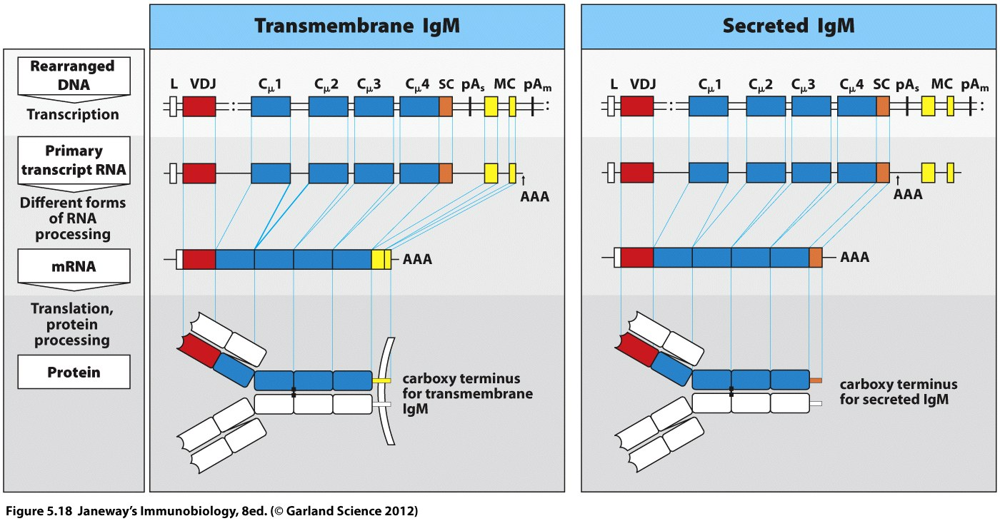 Transmembrane IgM
Secreted IgM
Rearranged
DNA
Transcription
Primary
transcript RNA
Different forms
of RNA
processing
mRNA
Translation,
protein
processing
Protein
L VDJ Cμ1 Cμ2 Cμ3 Cμ4 SC pAs MC pAm
AAA
AAA
carboxy terminus
for transmembrane
IgM
L VDJ Cμ1 Cμ2 Cμ3 Cμ4 SC pAs MC pAm
AAA
AAA
carboxy terminus
for secreted IgM
Figure 5.18 Janeway’s Immunobiology, 8ed. (© Garland Science 2012)